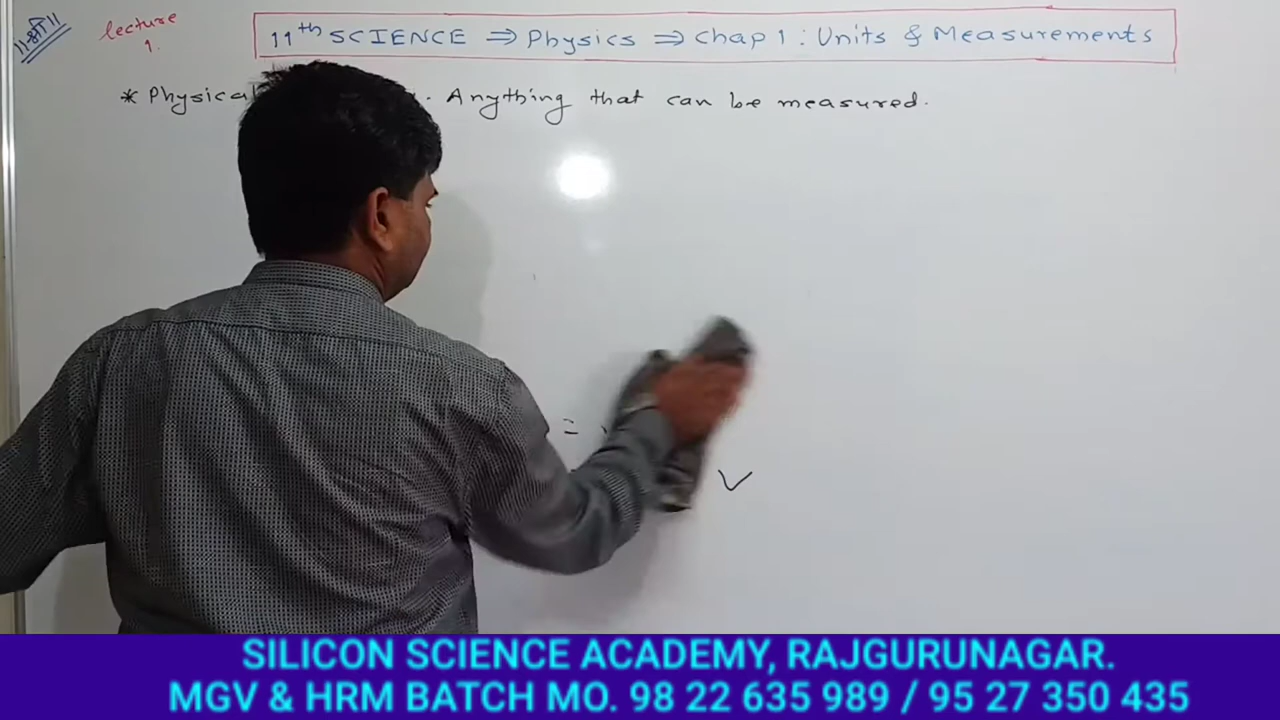 ॥श्री॥
lecture
1.
11th SCIENCE ⇒ Physics ⇒ Chap 1 : Units & Measurements
* Physical . Anything that can be measured.
=
V
SILICON SCIENCE ACADEMY, RAJGURUNAGAR.
MGV & HRM BATCH MO. 98 22 635 989 / 95 27 350 435